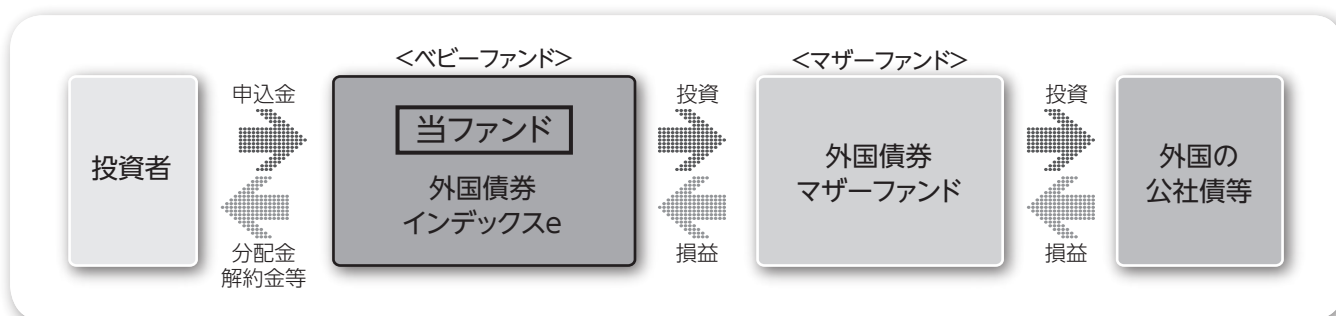 投資者
申込金
分配金
解約金等
<ベビーファンド>
当ファンド
外国債券
インデックスe
投資
損益
<マザーファンド>
外国債券
マザーファンド
投資
損益
外国の
公社債等